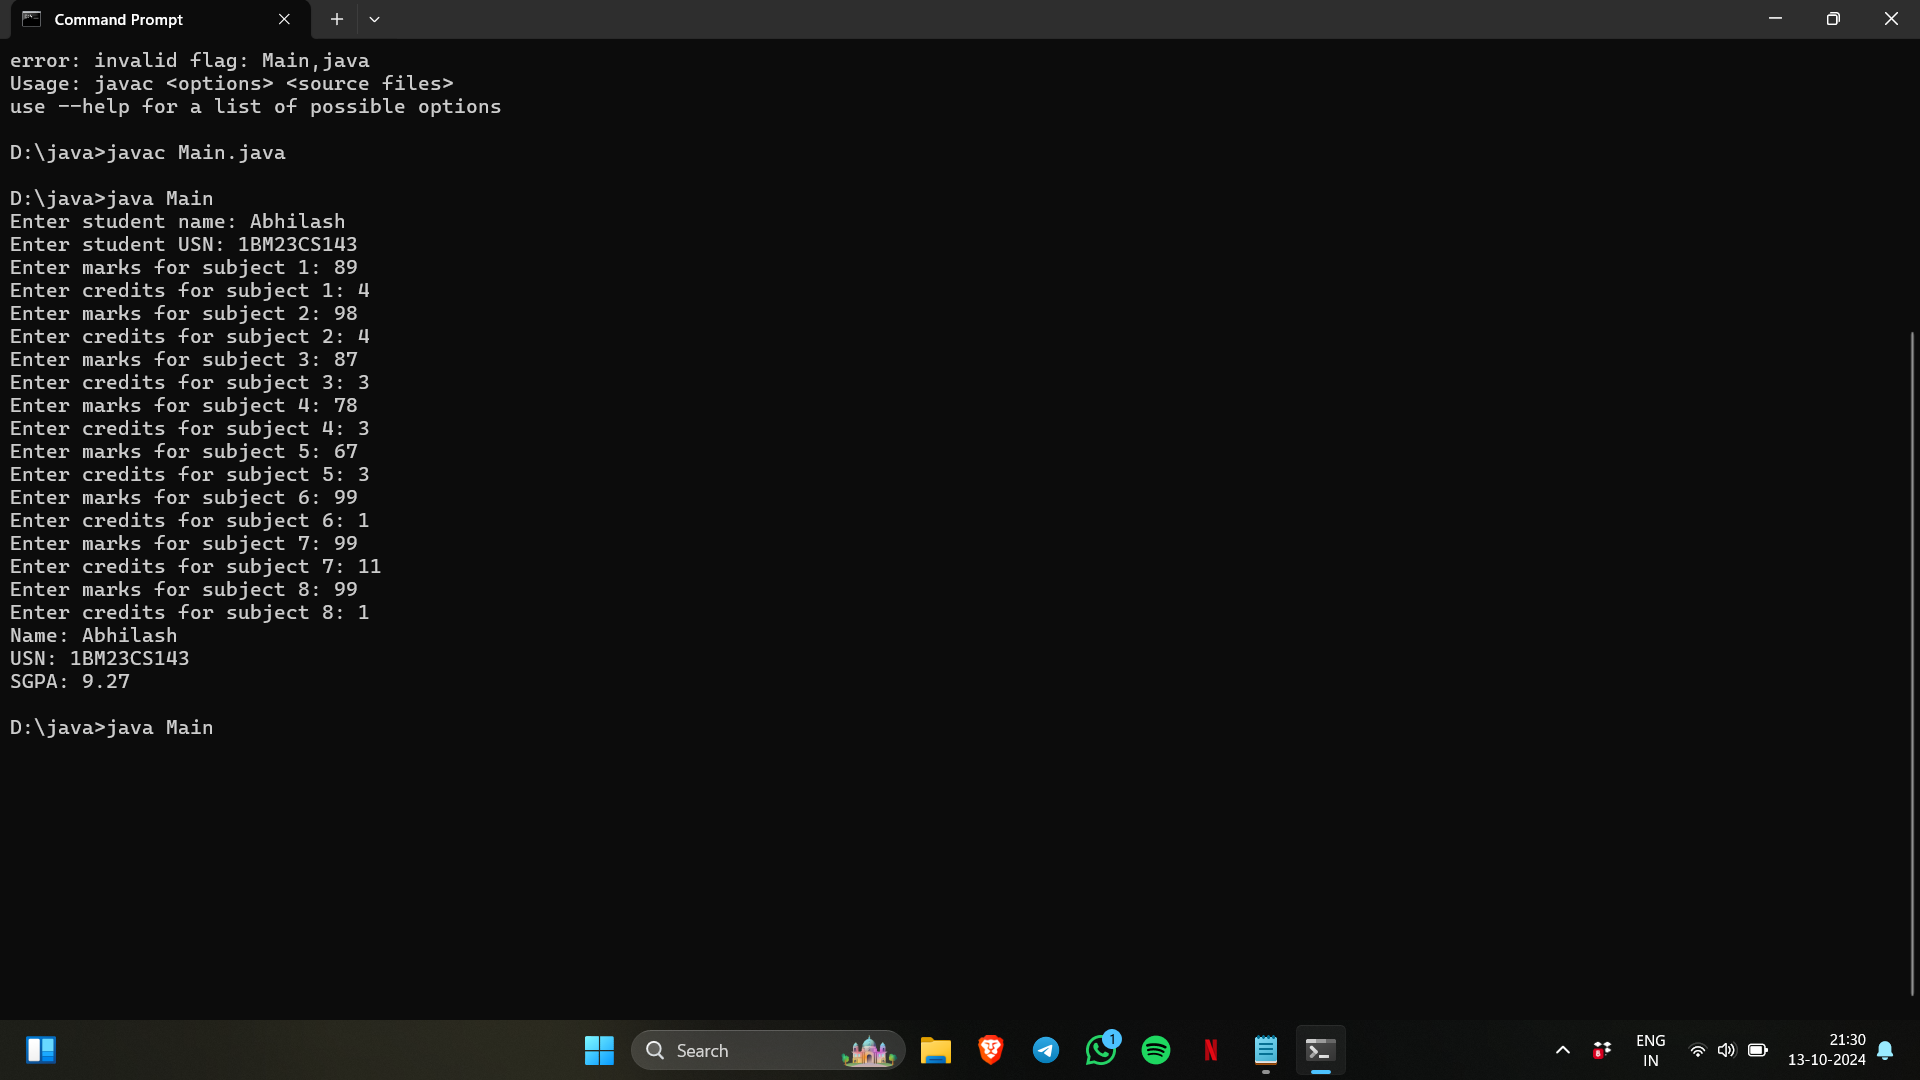 Command Prompt
error: invalid flag: Main,java
Usage: javac <options> <source files>
use --help for a list of possible options
D:\java>javac Main.java
D:\java>java Main
Enter student name: Abhilash
Enter student USN: 1BM23CS143
Enter marks for subject 1: 89
Enter credits for subject 1: 4
Enter marks for subject 2: 98
Enter credits for subject 2: 4
Enter marks for subject 3: 87
Enter credits for subject 3: 3
Enter marks for subject 4: 78
Enter credits for subject 4: 3
Enter marks for subject 5: 67
Enter credits for subject 5: 3
Enter marks for subject 6: 99
Enter credits for subject 6: 1
Enter marks for subject 7: 99
Enter credits for subject 7: 11
Enter marks for subject 8: 99
Enter credits for subject 8: 1
Name: Abhilash
USN: 1BM23CS143
SGPA: 9.27
D:\java>java Main
Search
1
N
8
ENG
IN
21:30
13-10-2024